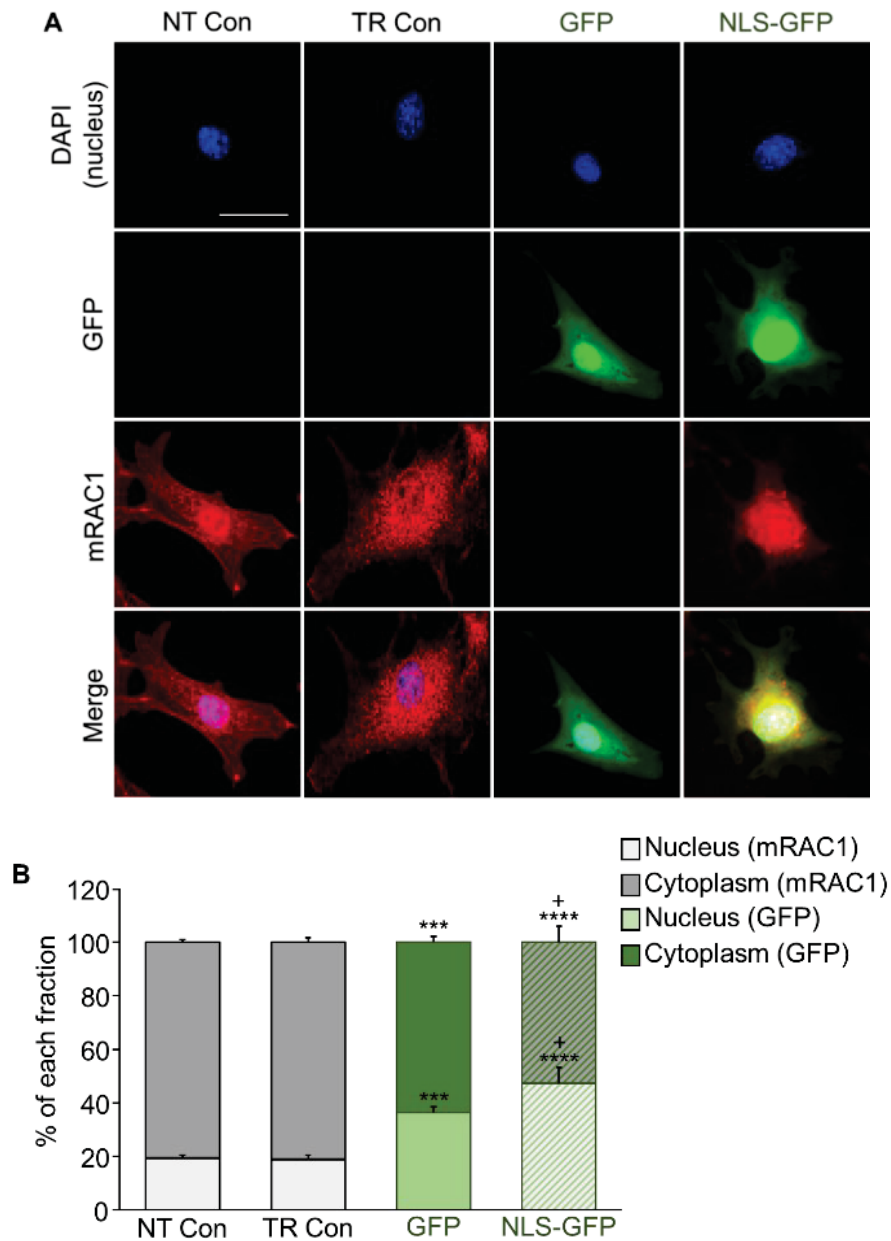 A
NT Con
TR Con
GFP
NLS-GFP
DAPI
(nucleus)
GFP
mRAC1
Merge
B
Nucleus (mRAC1)
Cytoplasm (mRAC1)
Nucleus (GFP)
Cytoplasm (GFP)
% of each fraction
120
100
80
60
40
20
0
***
***
+
****
+
****
NT Con
TR Con
GFP
NLS-GFP